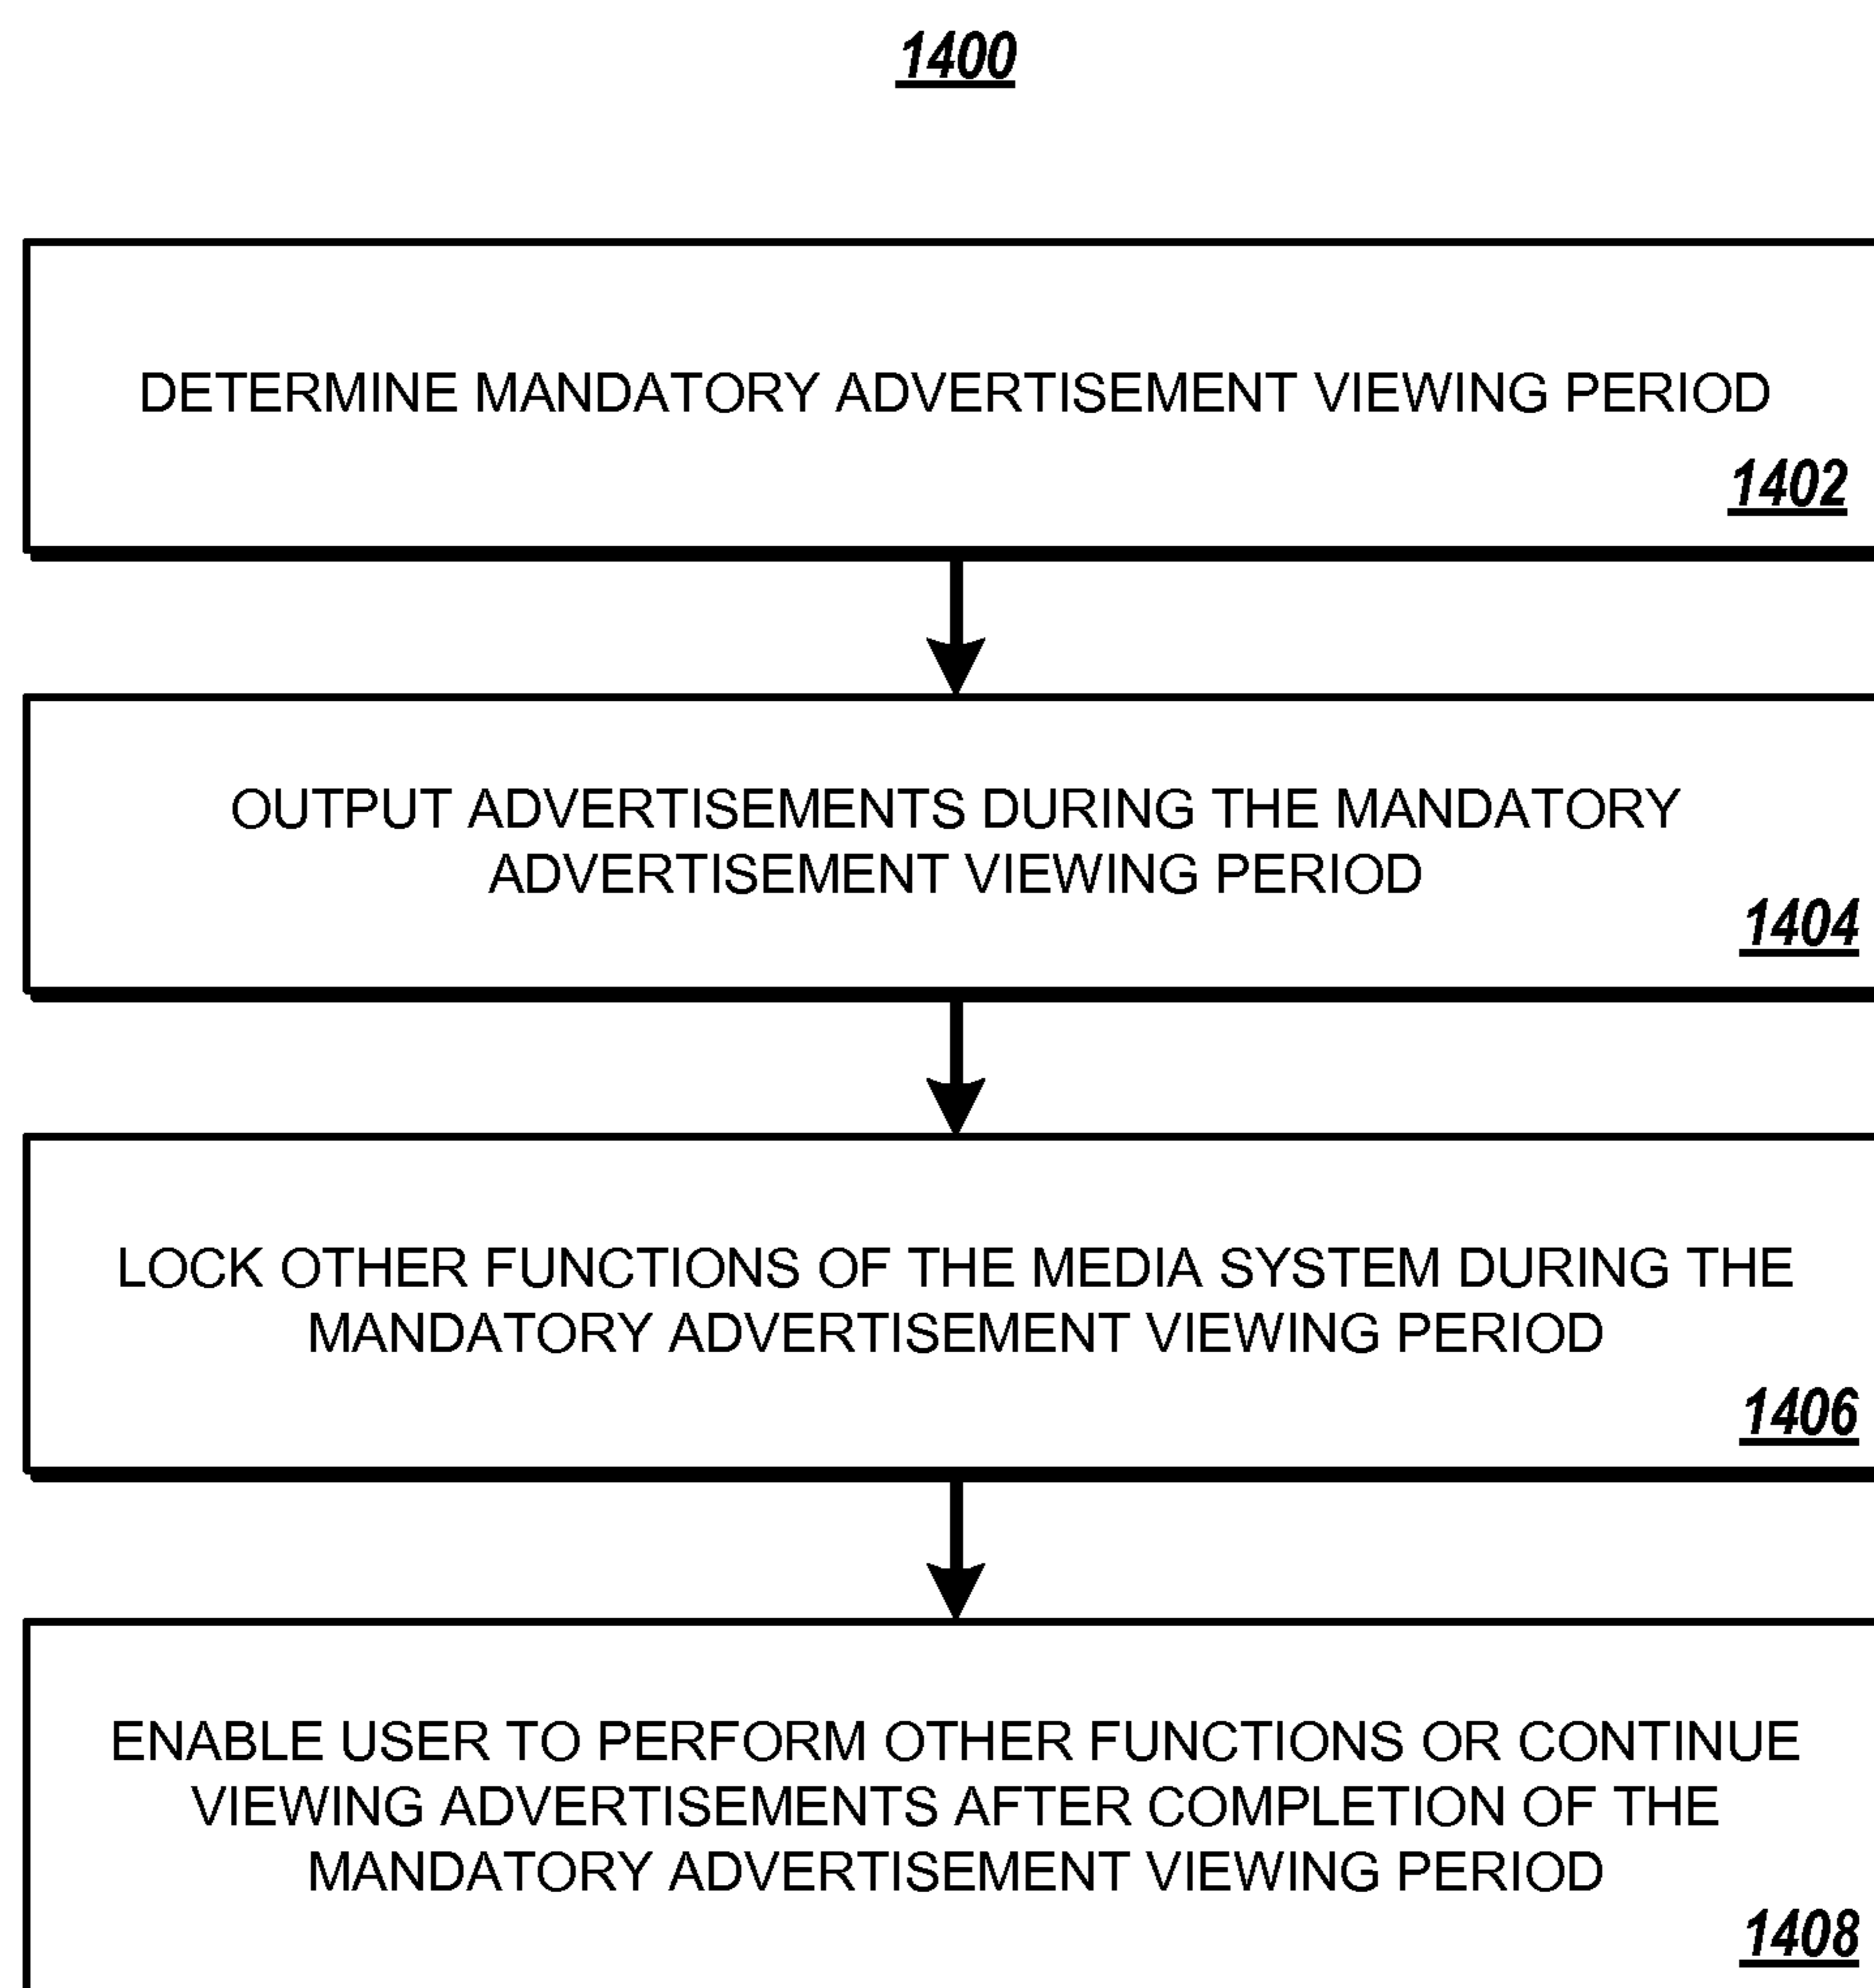 1400
DETERMINE MANDATORY ADVERTISEMENT VIEWING PERIOD
1402
OUTPUT ADVERTISEMENTS DURING THE MANDATORY
ADVERTISEMENT VIEWING PERIOD
1404
LOCK OTHER FUNCTIONS OF THE MEDIA SYSTEM DURING THE
MANDATORY ADVERTISEMENT VIEWING PERIOD
1406
ENABLE USER TO PERFORM OTHER FUNCTIONS OR CONTINUE
VIEWING ADVERTISEMENTS AFTER COMPLETION OF THE
MANDATORY ADVERTISEMENT VIEWING PERIOD
1408